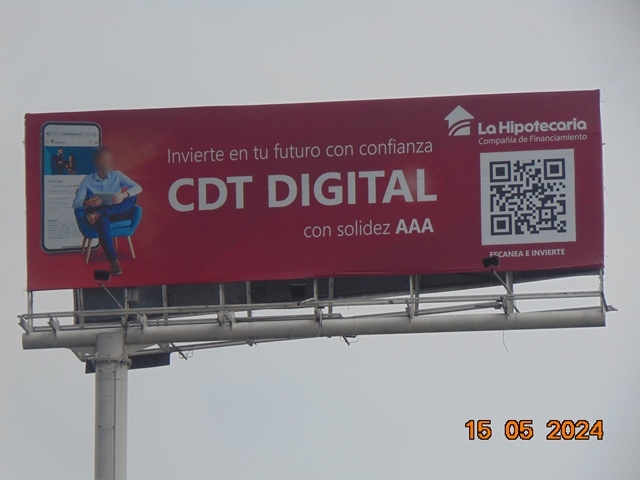 La Hipotecaria
Compañía de Financiamiento
Invierte en tu futuro con confianza
CDT DIGITAL
con solidez AAA
ESCANEA E INVIERTE
15 05 2024